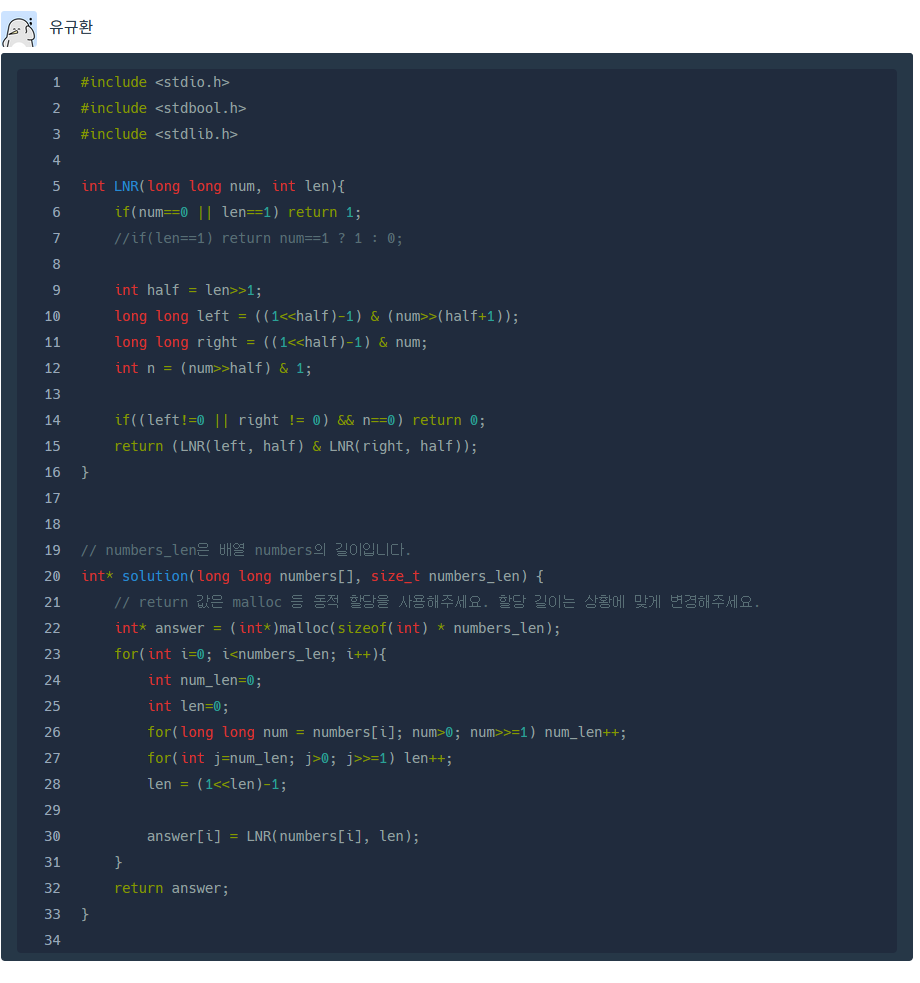 유규환
1 #include <stdio.h>
2 #include <stdbool.h>
3 #include <stdlib.h>
4
5 int LNR(long long num, int len){
6     if(num==0 || len==1) return 1;
7     //if(len==1) return num==1 ? 1 : 0;
8
9     int half = len>>1;
10     long long left = ((1<<half)-1) & (num>>(half+1));
11     long long right = ((1<<half)-1) & num;
12     int n = (num>>half) & 1;
13
14     if((left!=0 || right != 0) && n==0) return 0;
15     return (LNR(left, half) & LNR(right, half));
16 }
17
18
19 // numbers_len은 배열 numbers의 길이입니다.
20 int* solution(long long numbers[], size_t numbers_len) {
21     // return 값은 malloc 등 동적 할당을 사용해주세요. 할당 길이는 상황에 맞게 변경해주세요.
22     int* answer = (int*)malloc(sizeof(int) * numbers_len);
23     for(int i=0; i<numbers_len; i++){
24         int num_len=0;
25         int len=0;
26         for(long long num = numbers[i]; num>0; num>>=1) num_len++;
27         for(int j=num_len; j>0; j>>=1) len++;
28         len = (1<<len)-1;
29
30         answer[i] = LNR(numbers[i], len);
31     }
32     return answer;
33 }
34